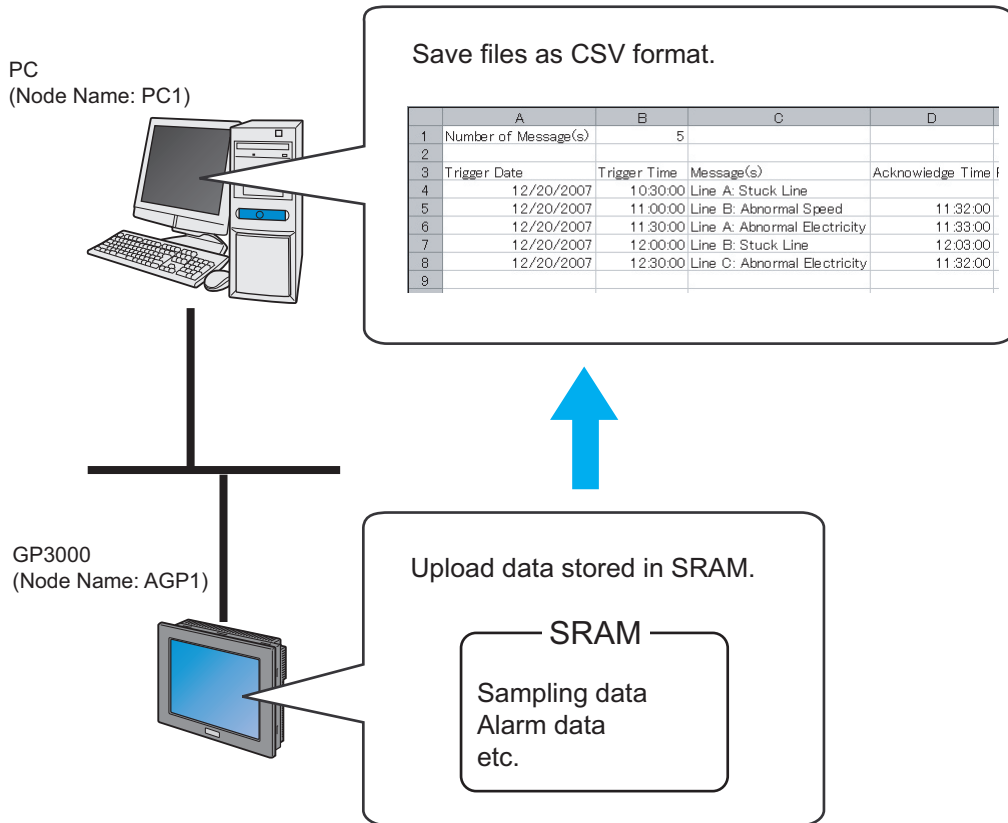 PC
(Node Name: PC1)
Save files as CSV format.
A B C D
1 Number of Message(s) 5
2
3 Trigger Date Trigger Time Message(s) Acknowiedge Time
4 12/20/2007 10:30:00 Line A: Stuck Line
5 12/20/2007 11:00:00 Line B: Abnormal Speed 11:32:00
6 12/20/2007 11:30:00 Line A: Abnormal Electricity 11:33:00
7 12/20/2007 12:00:00 Line B: Stuck Line 12:03:00
8 12/20/2007 12:30:00 Line C: Abnormal Electricity 11:32:00
9
GP3000
(Node Name: AGP1)
Upload data stored in SRAM.
SRAM
Sampling data
Alarm data
etc.